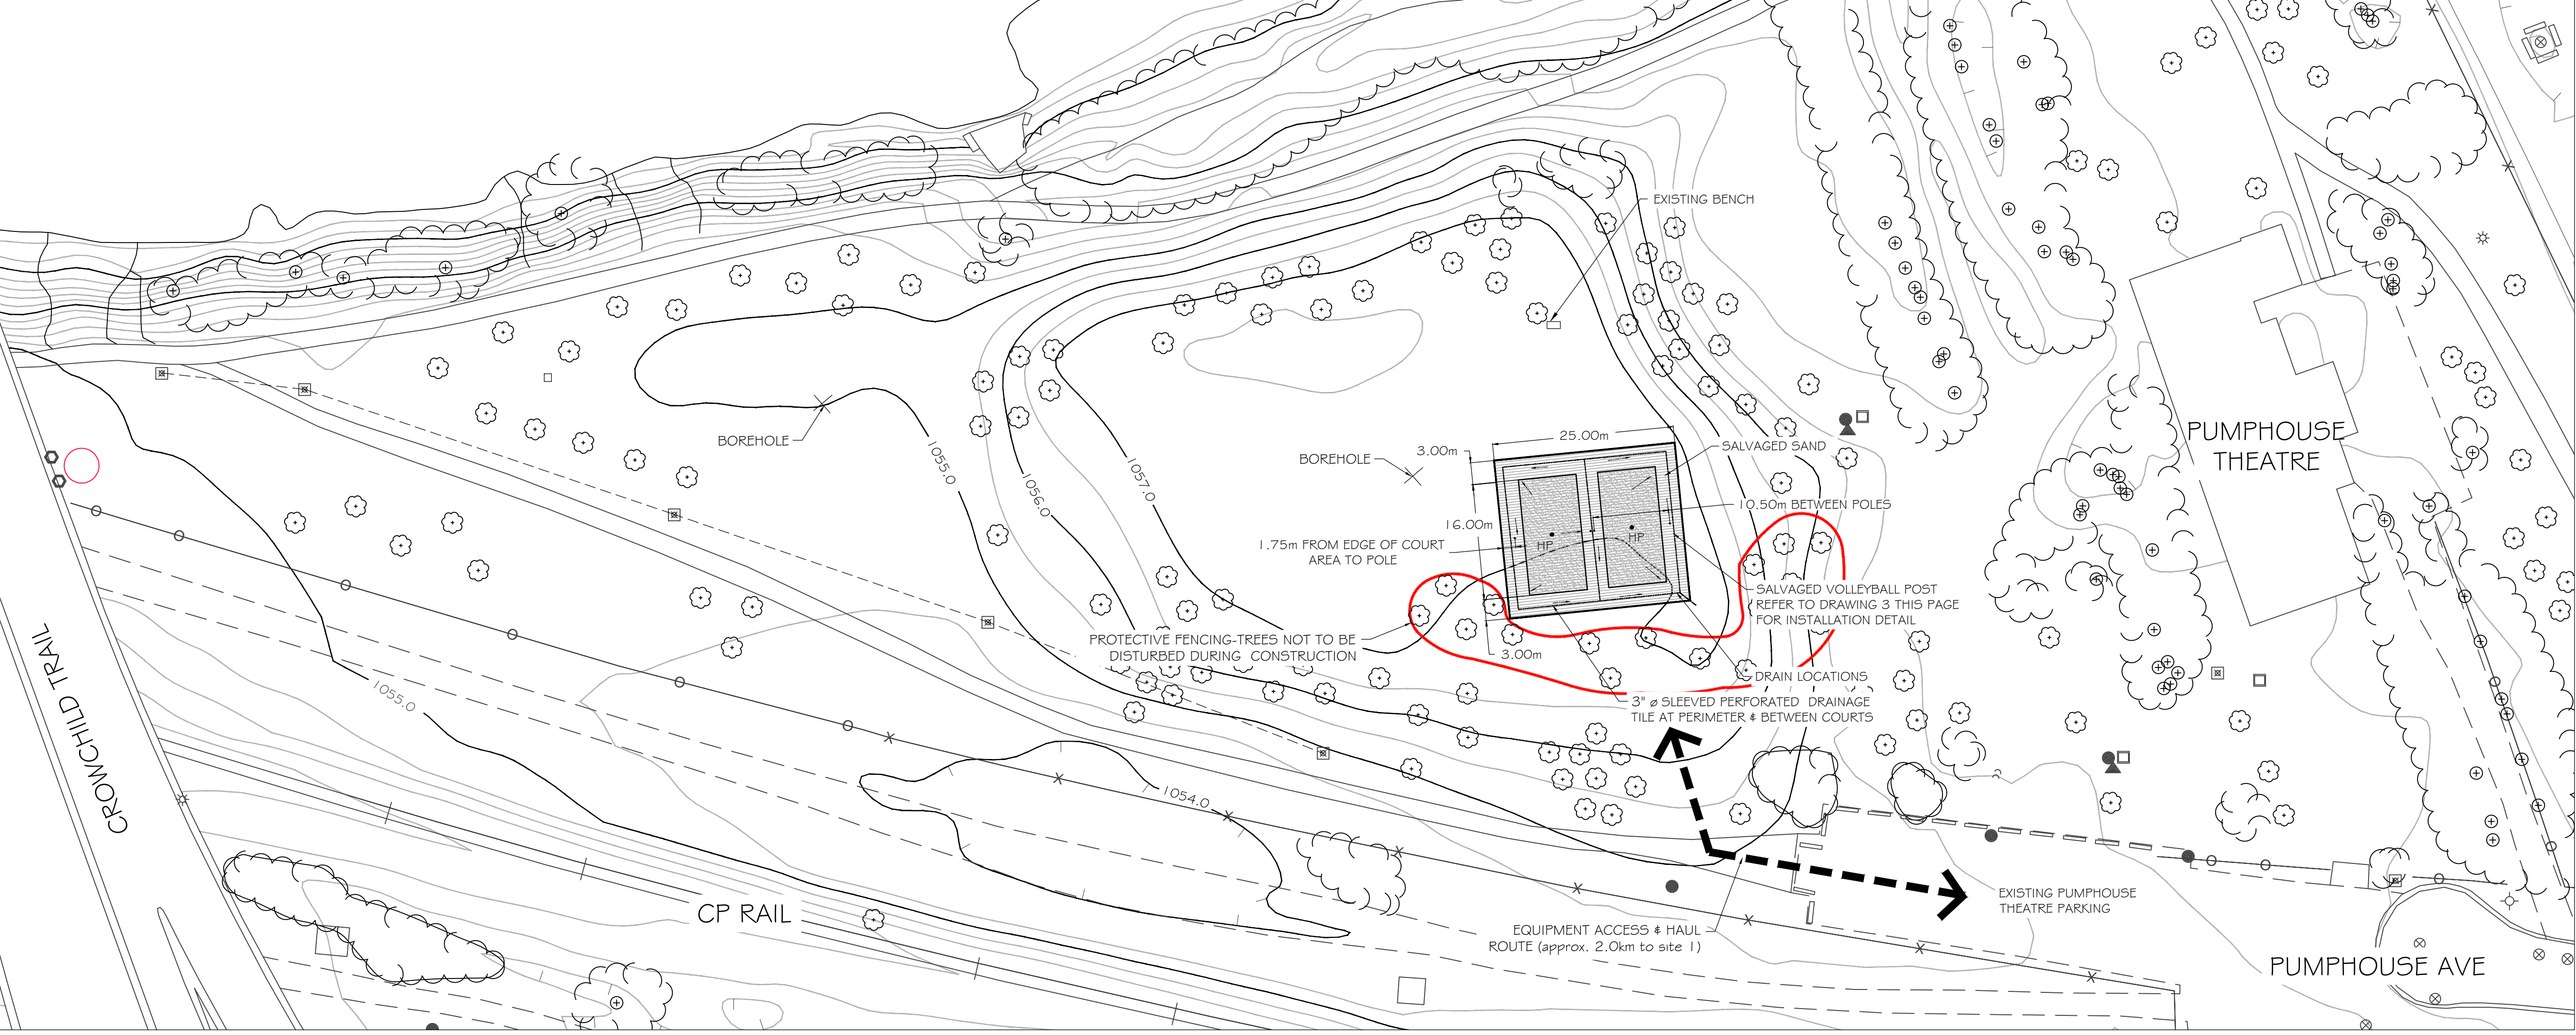 EXISTING BENCH
PUMPHOUSE
THEATRE
BOREHOLE
1055.0
1056.0
1057.0
BOREHOLE
25.00m
3.00m
SALVAGED SAND
10.50m BETWEEN POLES
16.00m
HP
HP
1.75m FROM EDGE OF COURT
AREA TO POLE
SALVAGED VOLLEYBALL POST
REFER TO DRAWING 3 THIS PAGE
FOR INSTALLATION DETAIL
PROTECTIVE FENCING-TREES NOT TO BE
DISTURBED DURING CONSTRUCTION
3.00m
DRAIN LOCATIONS
3" ø SLEEVED PERFORATED DRAINAGE
TILE AT PERIMETER & BETWEEN COURTS
CROWCHILD TRAIL
1055.0
1054.0
CP RAIL
EXISTING PUMPHOUSE
THEATRE PARKING
EQUIPMENT ACCESS & HAUL
ROUTE (approx. 2.0km to site 1)
PUMPHOUSE AVE